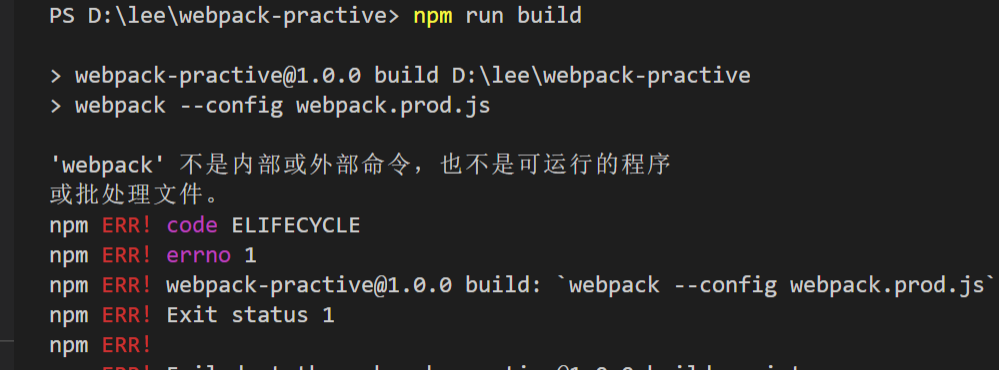 PS D:\lee\webpack-practive> npm run build
> webpack-practive@1.0.0 build D:\lee\webpack-practive
> webpack --config webpack.prod.js
'webpack' 不是内部或外部命令，也不是可运行的程序
或批处理文件。
npm ERR! code ELIFECYCLE
npm ERR! errno 1
npm ERR! webpack-practive@1.0.0 build: `webpack --config webpack.prod.js`
npm ERR! Exit status 1
npm ERR!